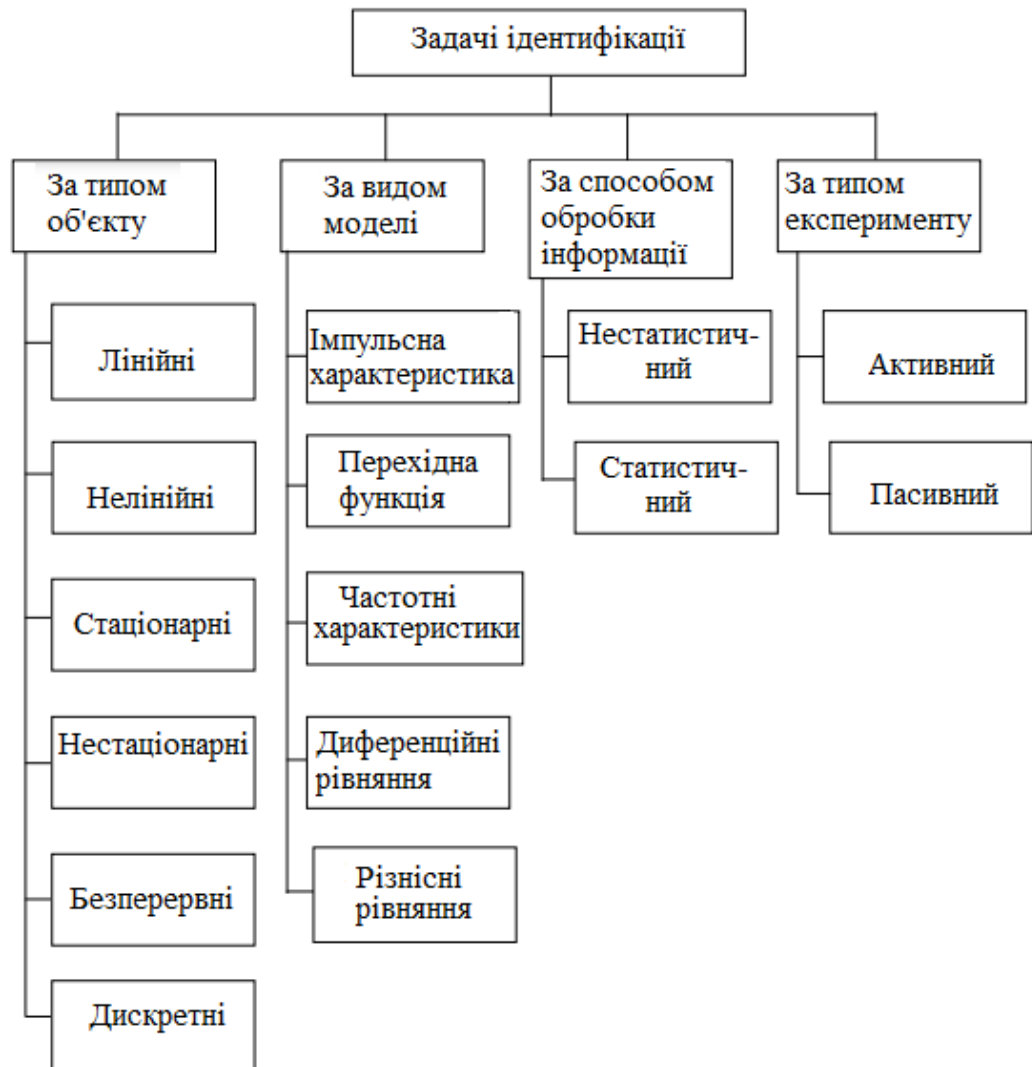 Задачі ідентифікації
За типом
об'єкту
За видом
моделі
За способом
обробки
інформації
За типом
експерименту
Лінійні
Нелінійні
Стаціонарні
Нестаціонарні
Безперервні
Дискретні
Імпульсна
характеристика
Перехідна
функція
Частотні
характеристики
Диференційні
рівняння
Різнісні
рівняння
Нестатистич-
ний
Статистич-
ний
Активний
Пасивний